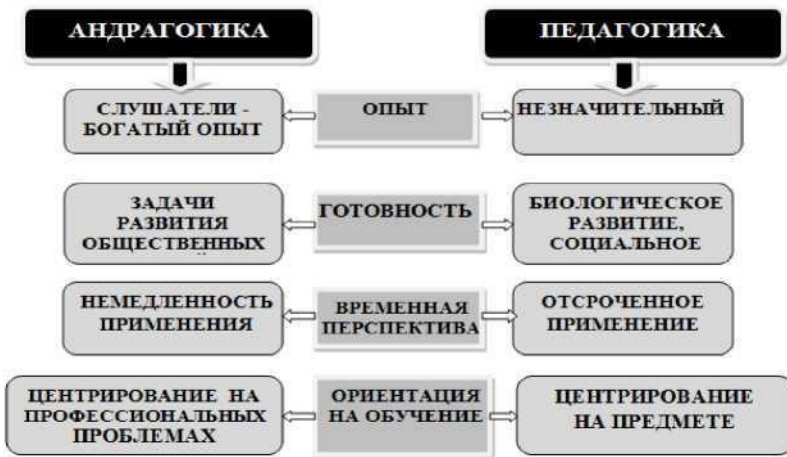 АНДРАГОГИКА
ПЕДАГОГИКА
СЛУШАТЕЛИ -
БОГАТЫЙ ОПЫТ
ОПЫТ
НЕЗНАЧИТЕЛЬНЫЙ
ЗАДАЧИ
РАЗВИТИЯ
ОБЩЕСТВЕННЫХ
ГОТОВНОСТЬ
БИОЛОГИЧЕСКОЕ
РАЗВИТИЕ,
СОЦИАЛЬНОЕ
НЕМЕДЛЕННОСТЬ
ПРИМЕНЕНИЯ
ВРЕМЕННАЯ
ПЕРСПЕКТИВА
ОТСРОЧЕННОЕ
ПРИМЕНЕНИЕ
ЦЕНТРИРОВАНИЕ НА
ПРОФЕССИОНАЛЬНЫХ
ПРОБЛЕМАХ
ОРИЕНТАЦИЯ
НА ОБУЧЕНИЕ
ЦЕНТРИРОВАНИЕ
НА ПРЕДМЕТЕ